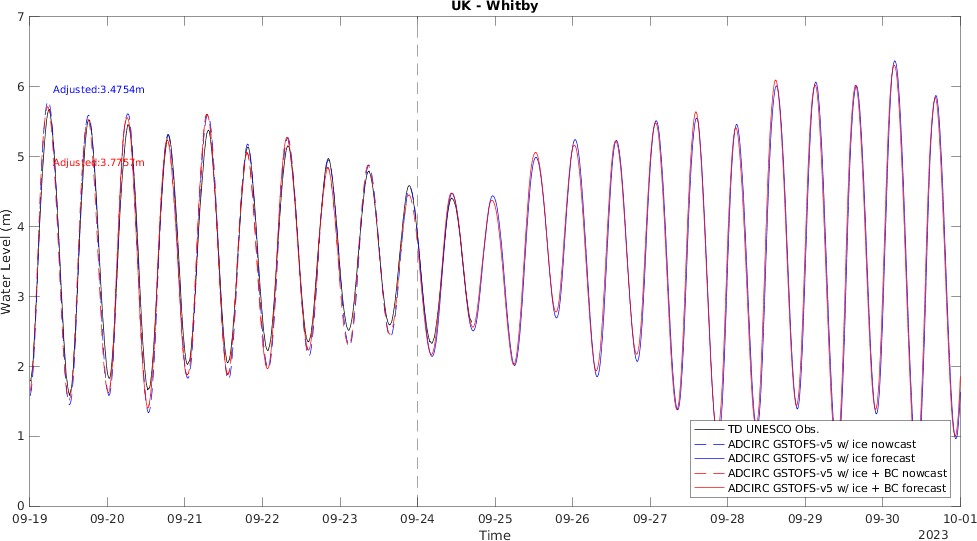 UK - Whitby
7
6
5
4
3
2
1
0
Water Level (m)
Adjusted:3.4754m
Adjusted:3.7757m
TD UNESCO Obs.
ADCIRC GSTOFS-v5 w/ ice nowcast
ADCIRC GSTOFS-v5 w/ ice forecast
ADCIRC GSTOFS-v5 w/ ice + BC nowcast
ADCIRC GSTOFS-v5 w/ ice + BC forecast
09-19 09-20 09-21 09-22 09-23 09-24 09-25 09-26 09-27 09-28 09-29 09-30 10-01
Time
2023